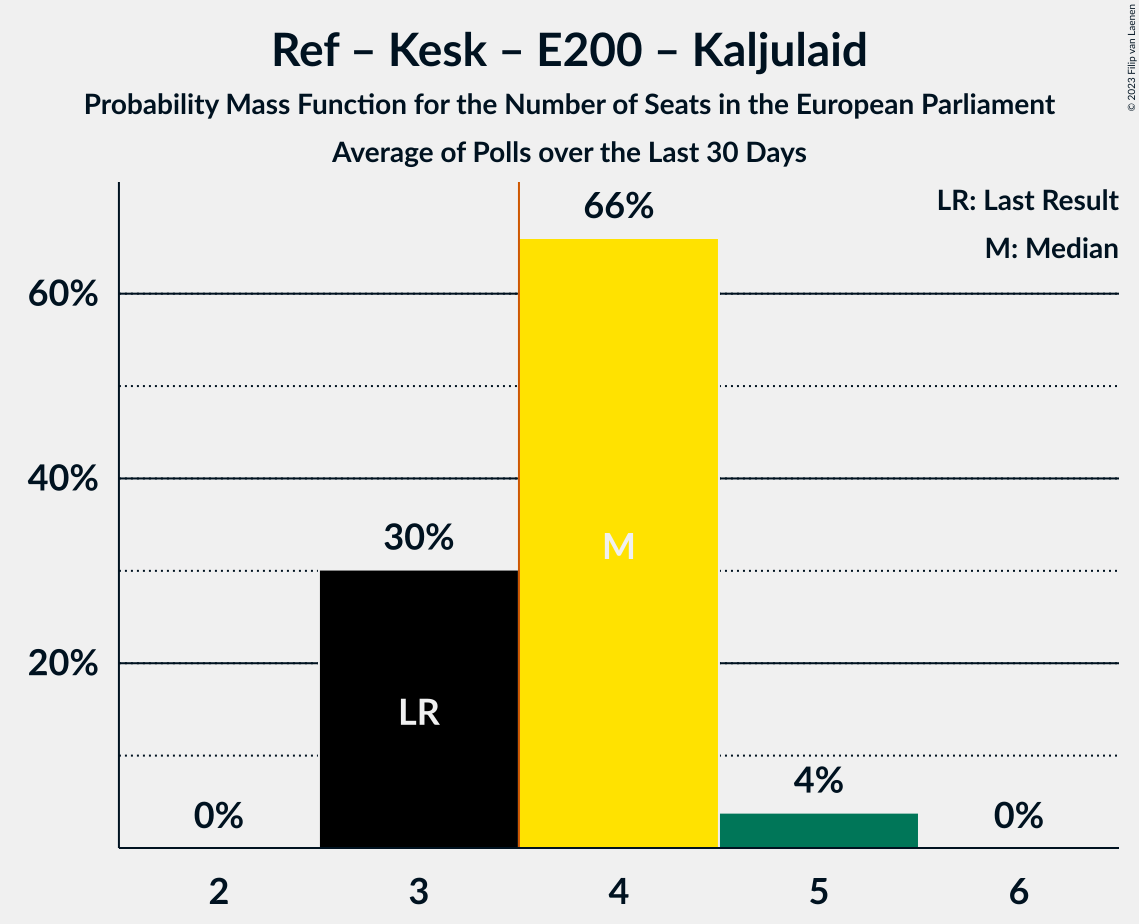 Ref – Kesk – E200 – Kaljulaid
Probability Mass Function for the Number of Seats in the European Parliament
Average of Polls over the Last 30 Days
© 2023 Filip van Laenen
LR: Last Result
M: Median
66%
60%
40%
30%
M
20%
LR
4%
0%
0%
2 3 4 5 6